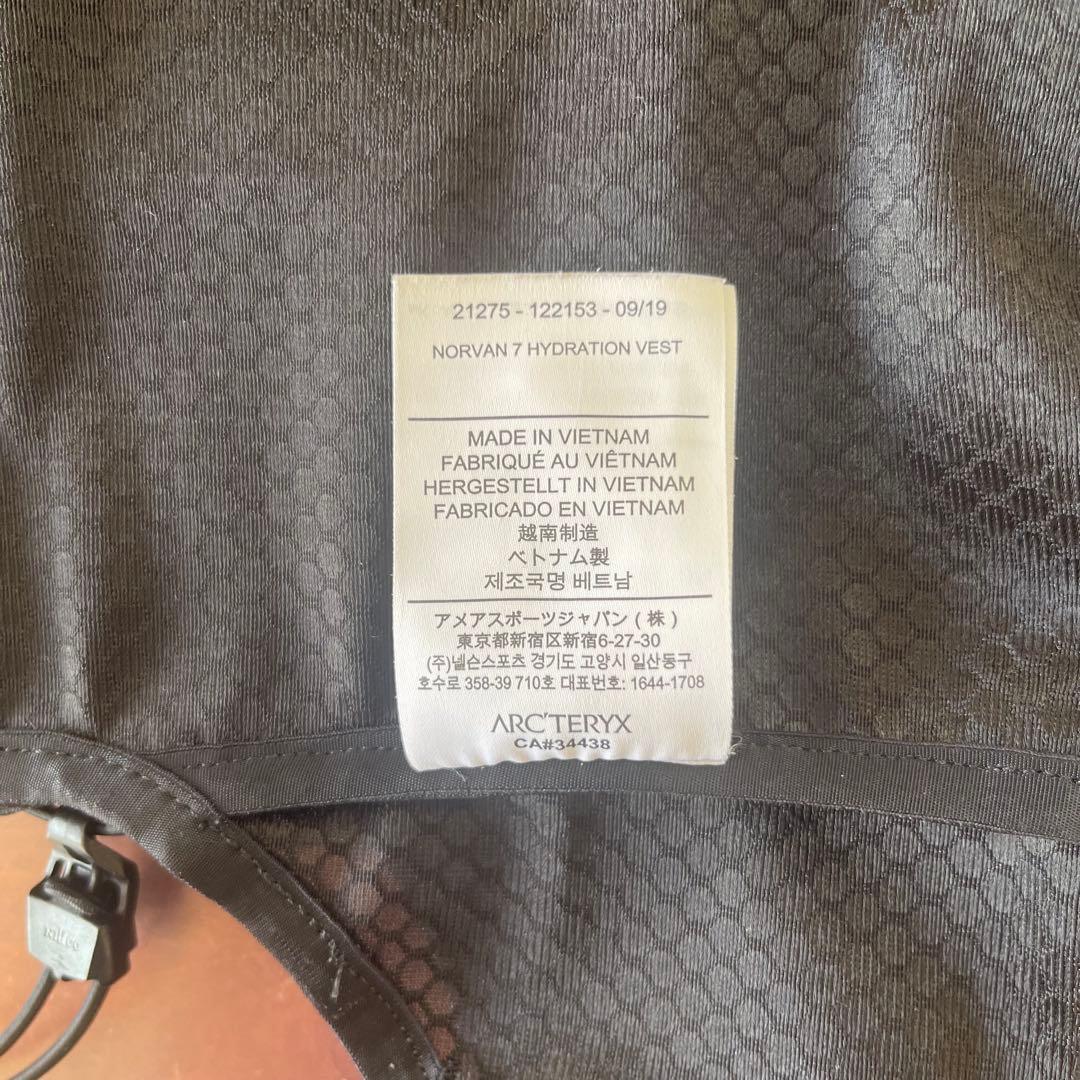 21275 - 122153 - 09/19
NORVAN 7 HYDRATION VEST
MADE IN VIETNAM
FABRIQUÉ AU VIÊTNAM
HERGESTELLT IN VIETNAM
FABRICADO EN VIETNAM
越南制造
ベトナム製
제조국명 베트남
アメアスポーツジャパン(株)
東京都新宿区新宿6-27-30
(주)넬슨스포츠 경기도 고양시 일산동구
호수로 358-39 710호 대표번호: 1644-1708
ARC'TERYX
CA#34438